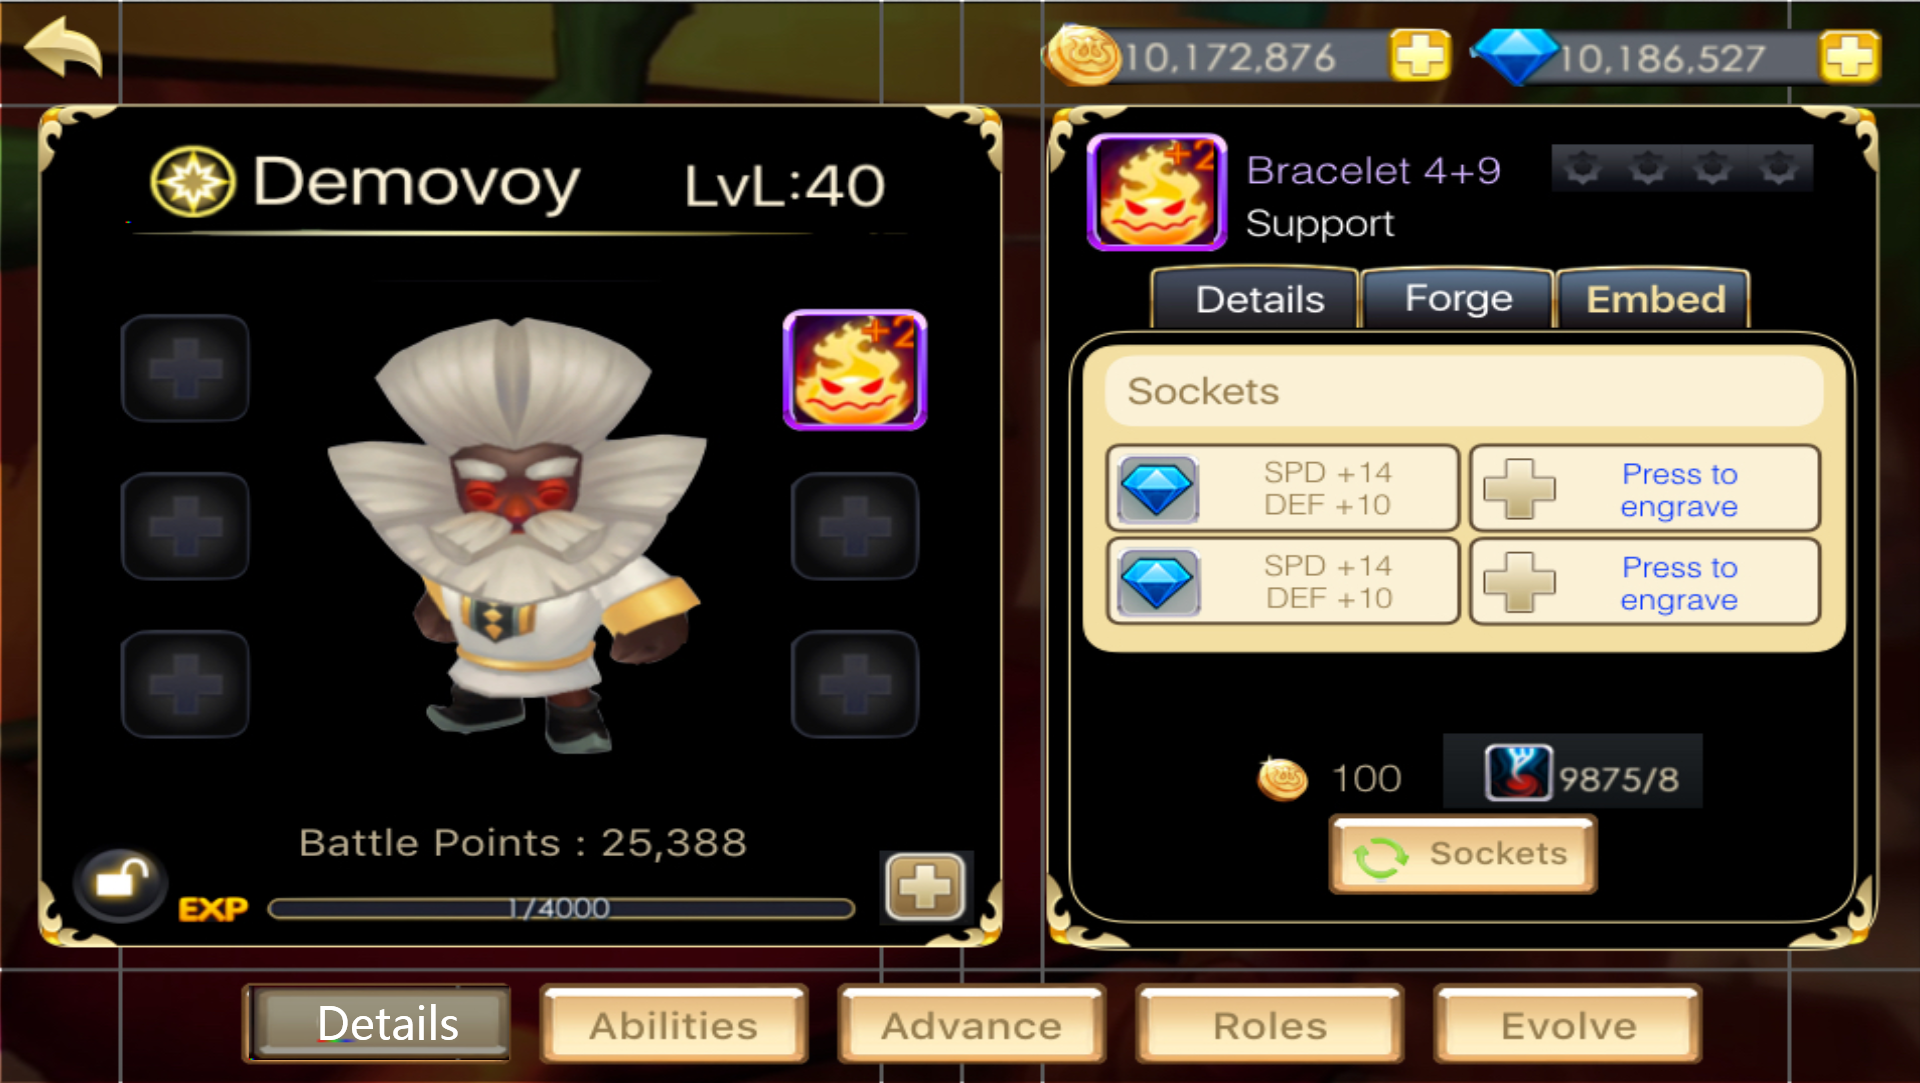 10,172,876
10,186,527
Demovoy LvL:40
+2
Bracelet 4+9
Support
Details Forge Embed
+2
Sockets
SPD +14
DEF +10
Press to
engrave
SPD +14
DEF +10
Press to
engrave
100
9875/8
Sockets
Battle Points : 25,388
EXP 1/4000
Details Abilities Advance Roles Evolve